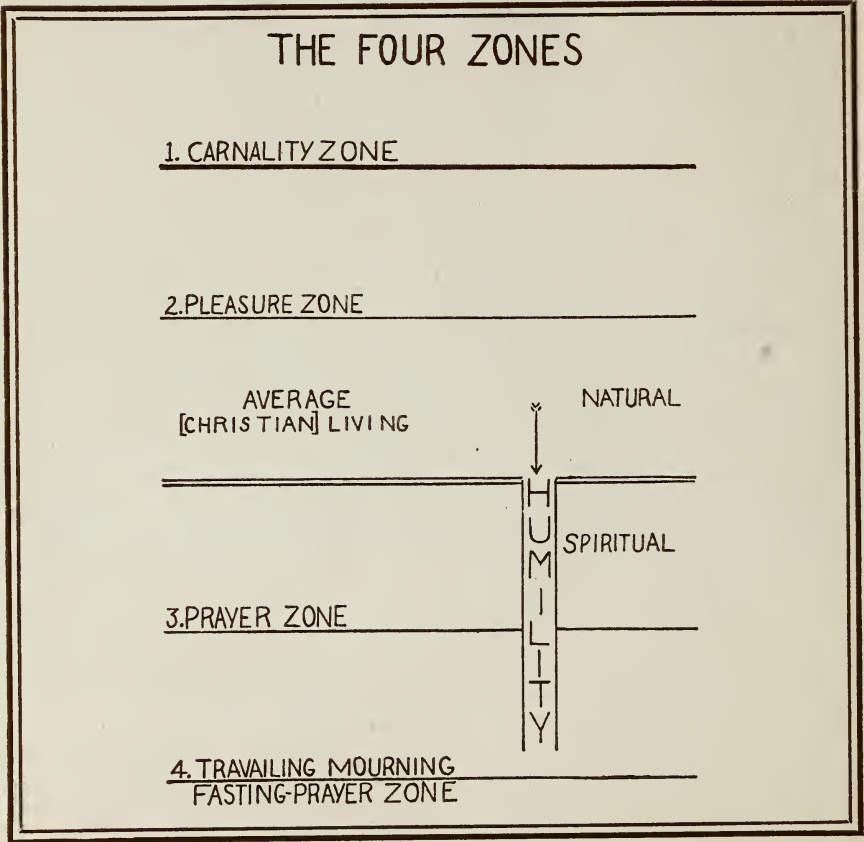 THE FOUR ZONES
1. CARNALITY ZONE
2. PLEASURE ZONE
AVERAGE
[CHRISTIAN] LIVING
NATURAL
HUMILITY
SPIRITUAL
3. PRAYER ZONE
4. TRAVAILING MOURNING
FASTING-PRAYER ZONE